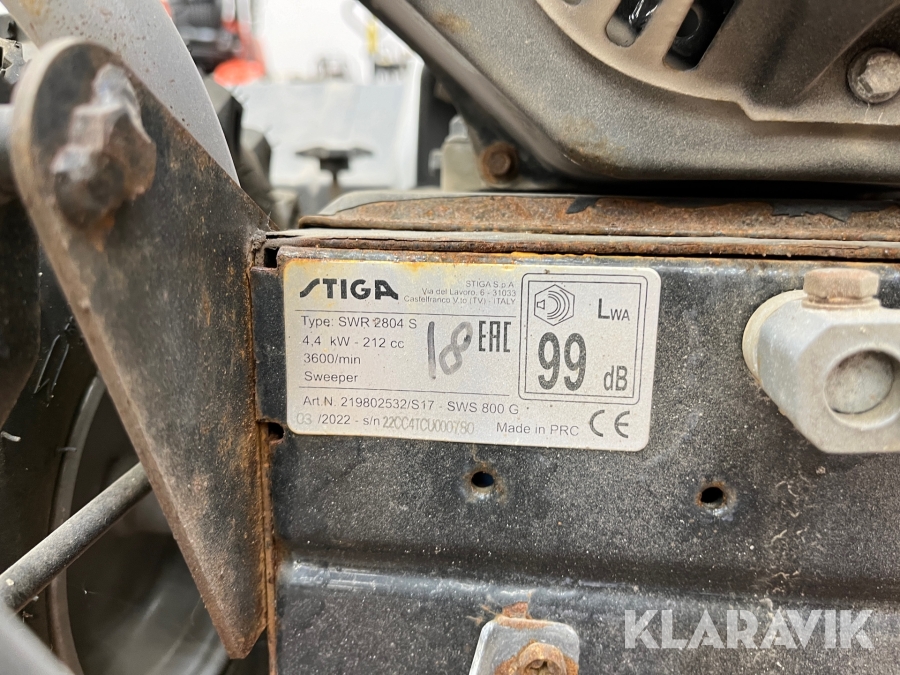 STIGA
STIGA S.p.A
Via del Lavoro, 6 - 31033
Castelfranco V.to (TV) - ITALY
Type: SWR 2804 S
4,4 kW - 212 cc
3600/min
Sweeper
18
EAC
LWA
99 dB
Art.N. 219802532/S17 - SWS 800 G
03 /2022 - s/n 22CC4TCU000780
Made in PRC CE
KLARAVIK